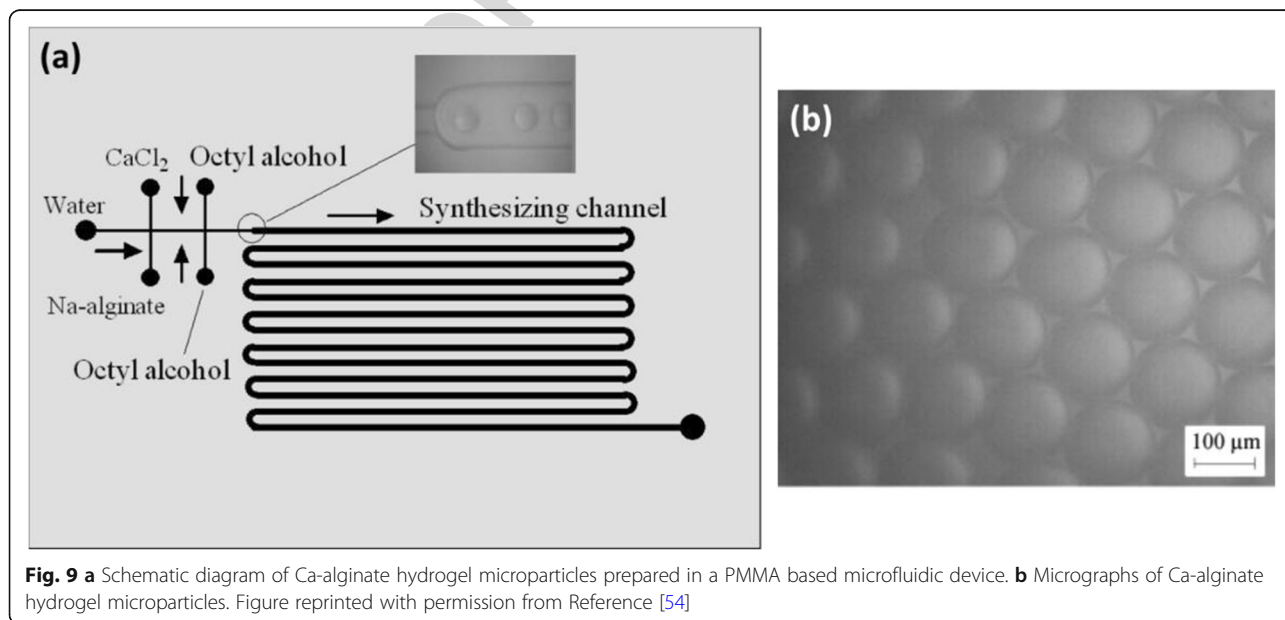 (a)
CaCl₂ Octyl alcohol
Water
Synthesizing channel
Na-alginate
Octyl alcohol
(b)
100 µm
Fig. 9 a Schematic diagram of Ca-alginate hydrogel microparticles prepared in a PMMA based microfluidic device. b Micrographs of Ca-alginate
hydrogel microparticles. Figure reprinted with permission from Reference [54]